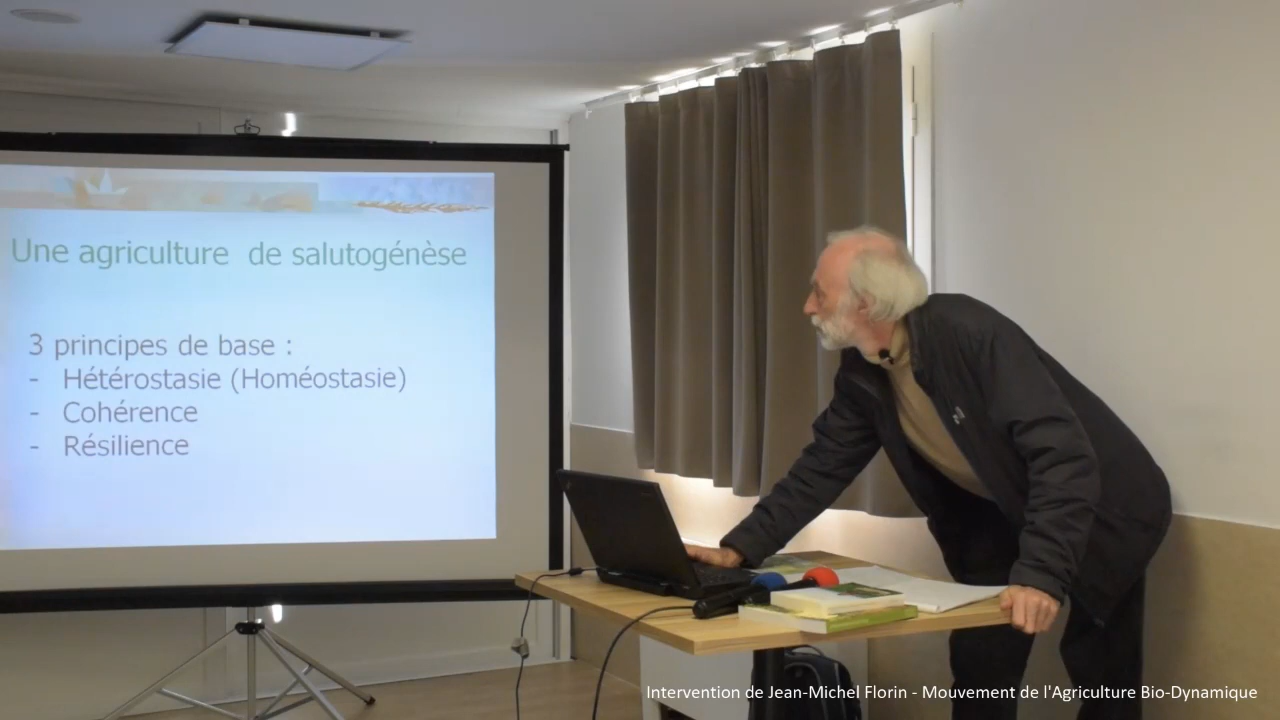 Une agriculture de salutogénèse
3 principes de base :
- Hétérostasie (Homéostasie)
- Cohérence
- Résilience
Intervention de Jean-Michel Florin - Mouvement de l'Agriculture Bio-Dynamique